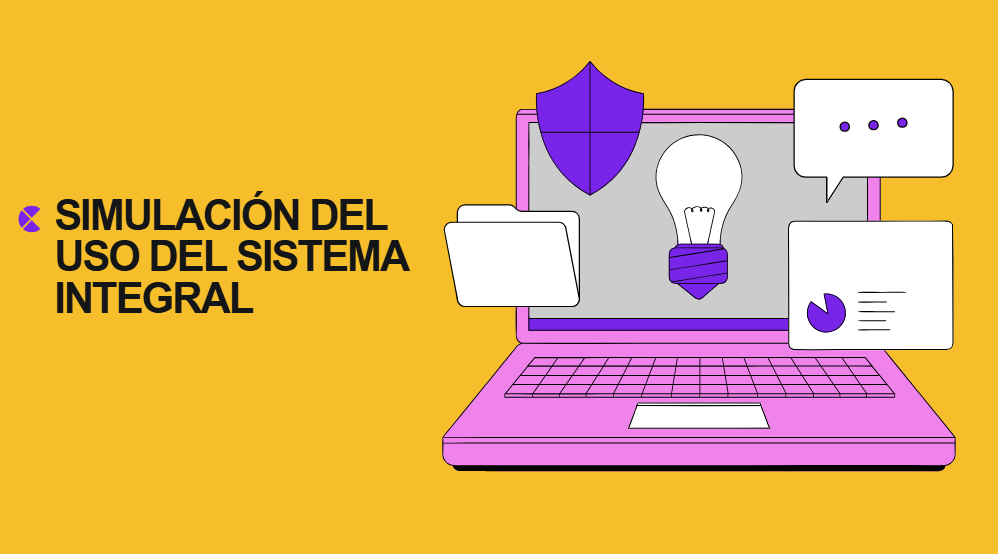 SIMULACIÓN DEL
USO DEL SISTEMA
INTEGRAL